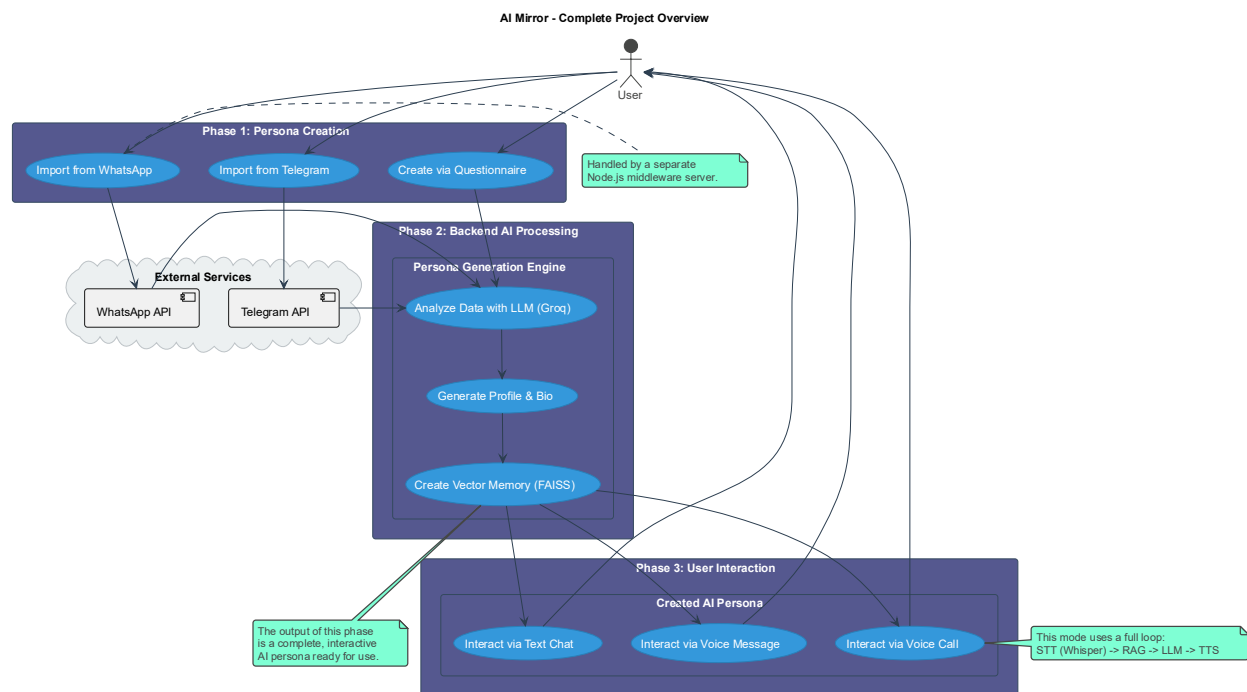 AI Mirror - Complete Project Overview
User
Phase 1: Persona Creation
Import from WhatsApp
Import from Telegram
Create via Questionnaire
Handled by a separate
Node.js middleware server.
Phase 2: Backend AI Processing
Persona Generation Engine
External Services
WhatsApp API
Telegram API
Analyze Data with LLM (Groq)
Generate Profile & Bio
Create Vector Memory (FAISS)
Phase 3: User Interaction
Created AI Persona
The output of this phase
is a complete, interactive
AI persona ready for use.
Interact via Text Chat
Interact via Voice Message
Interact via Voice Call
This mode uses a full loop:
STT (Whisper) -> RAG -> LLM -> TTS